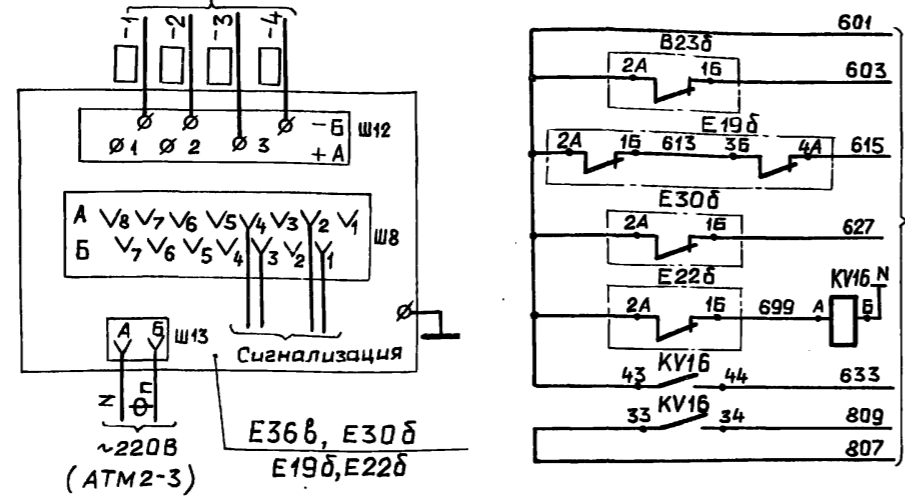 -1 -2 -3 -4
-Б Ш12
1 2 3 +А
А 8 7 6 5 4 3 2 1
Ш8
Б 7 6 5 4 3 2 1
А Б Ш13
Сигнализация
N Фп
~220В
(АТМ2-3)
Е36в, Е30б
Е19б, Е22б
601
В23б
2А 1Б 603
Е19б
2А 1Б 613 3Б 4А 615
Е30б
2А 1Б 627
Е22б
KV1б N
2А 1Б 699 А Б
KV1б
43 44 633
KV1б
33 34 809
807